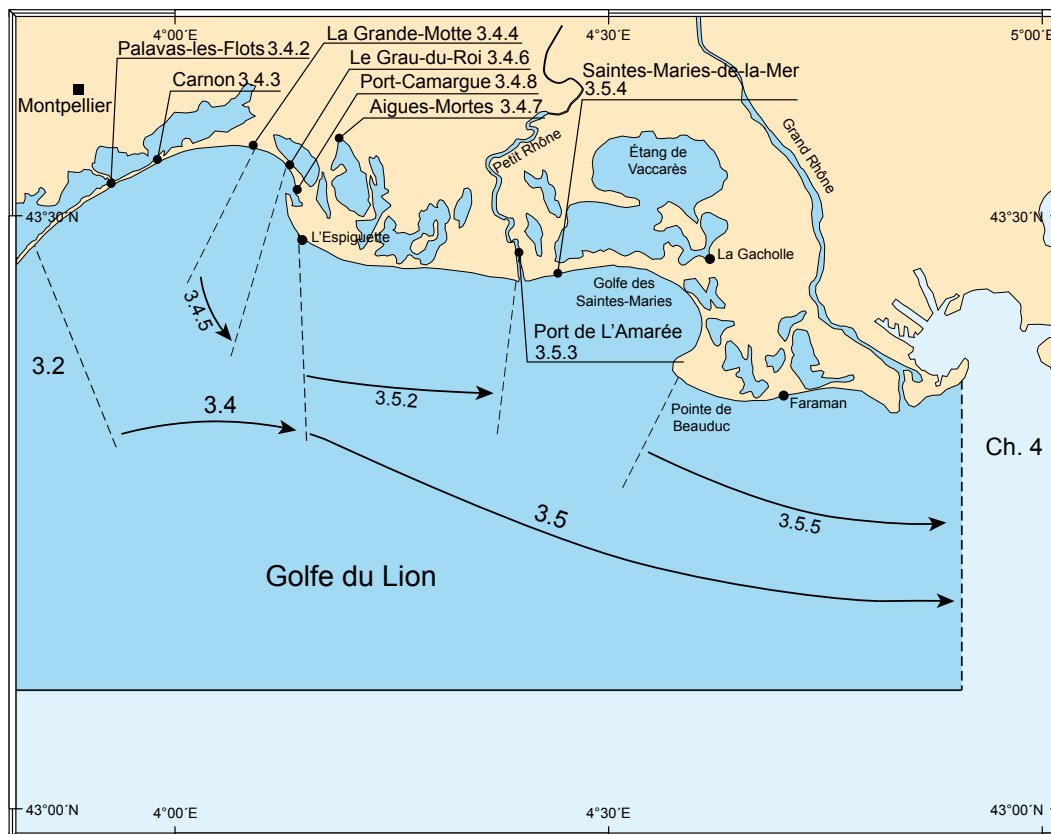 4°00´E
4°30´E
5°00´E
La Grande-Motte 3.4.4
Palavas-les-Flots 3.4.2
Le Grau-du-Roi 3.4.6
Carnon 3.4.3
Port-Camargue 3.4.8
Saintes-Maries-de-la-Mer
3.5.4
Montpellier
Aigues-Mortes 3.4.7
Petit Rhône
Grand Rhône
Étang de
Vaccarès
43°30´N
43°30´N
L'Espiguette
La Gacholle
Golfe des
Saintes-Maries
3.4.5
Port de L'Amarée
3.5.3
3.2
3.4
3.5.2
Pointe de
Beauduc
Faraman
Ch. 4
3.5
3.5.5
Golfe du Lion
43°00´N
43°00´N
4°00´E
4°30´E
5°00´E